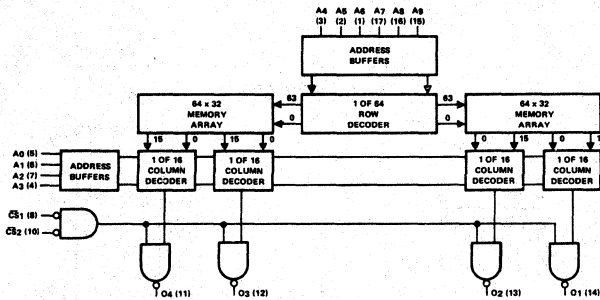 A4 A5 A6 A7 A8 A9
(3) (2) (1) (17) (16) (15)
ADDRESS
BUFFERS
64 x 32
MEMORY
ARRAY
63
0
1 OF 64
ROW
DECODER
63
0
64 x 32
MEMORY
ARRAY
15 0 15 0
0 15 0
A0 (5)
A1 (6)
A2 (7)
A3 (4)
ADDRESS
BUFFERS
1 OF 16
COLUMN
DECODER
1 OF 16
COLUMN
DECODER
1 OF 16
COLUMN
DECODER
1 OF 16
COLUMN
DECODER
CS1 (8)
CS2 (10)
O4 (11)
O3 (12)
O2 (13)
O1 (14)